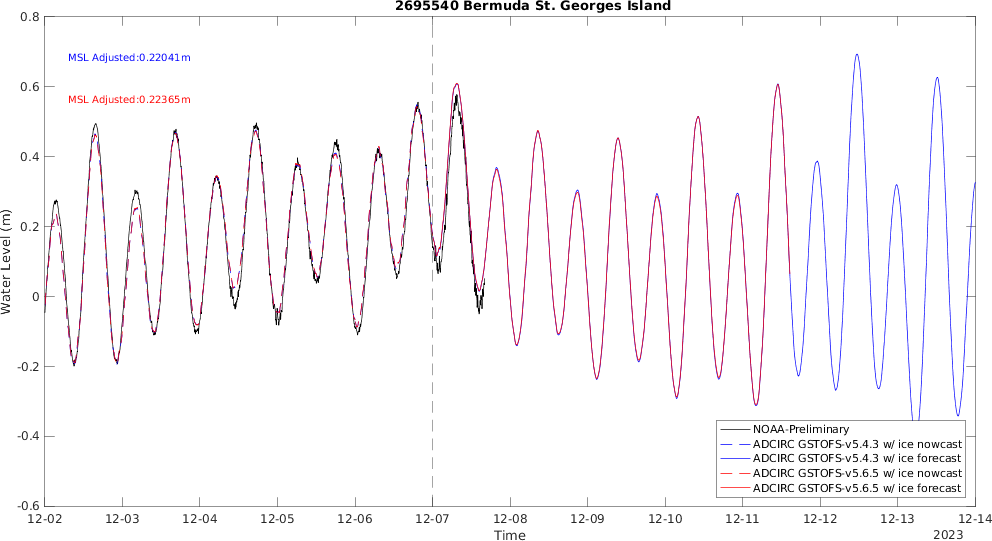 2695540 Bermuda St. Georges Island
0.8
MSL Adjusted:0.22041m
0.6
MSL Adjusted:0.22365m
0.4
0.2
Water Level (m)
0
-0.2
-0.4
NOAA-Preliminary
ADCIRC GSTOFS-v5.4.3 w/ ice nowcast
ADCIRC GSTOFS-v5.4.3 w/ ice forecast
ADCIRC GSTOFS-v5.6.5 w/ ice nowcast
ADCIRC GSTOFS-v5.6.5 w/ ice forecast
-0.6
12-02 12-03 12-04 12-05 12-06 12-07 12-08 12-09 12-10 12-11 12-12 12-13 12-14
Time
2023